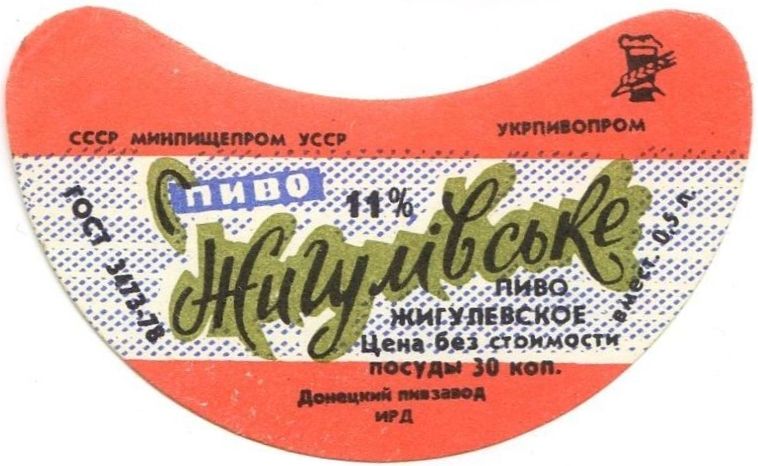 СССР МИНПИЩЕПРОМ УССР
УКРПИВОПРОМ
ПИВО
11%
Жигулівське
ГОСТ 3473-78
вмест. 0,5 л.
ПИВО
ЖИГУЛЕВСКОЕ
Цена без стоимости
посуды 30 коп.
Донецкий пивзавод
ИРД